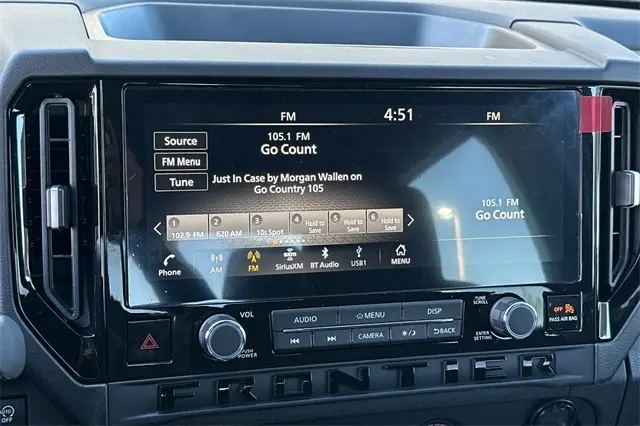 FM 4:51 FM
Source
105.1 FM
Go Count
FM Menu
Tune
Just In Case by Morgan Wallen on
Go Country 105
105.1 FM
Go Count
1 2 3 4 5 6
102.9 FM 620 AM 10s Spot Hold to Save Hold to Save Hold to Save
Phone AM FM SiriusXM BT Audio USB1 MENU
VOL
PUSH POWER
AUDIO MENU DISP
CAMERA BACK
TUNE SCROLL
ENTER SETTING
OFF
PASS AIR BAG
FRONTIER
OFF